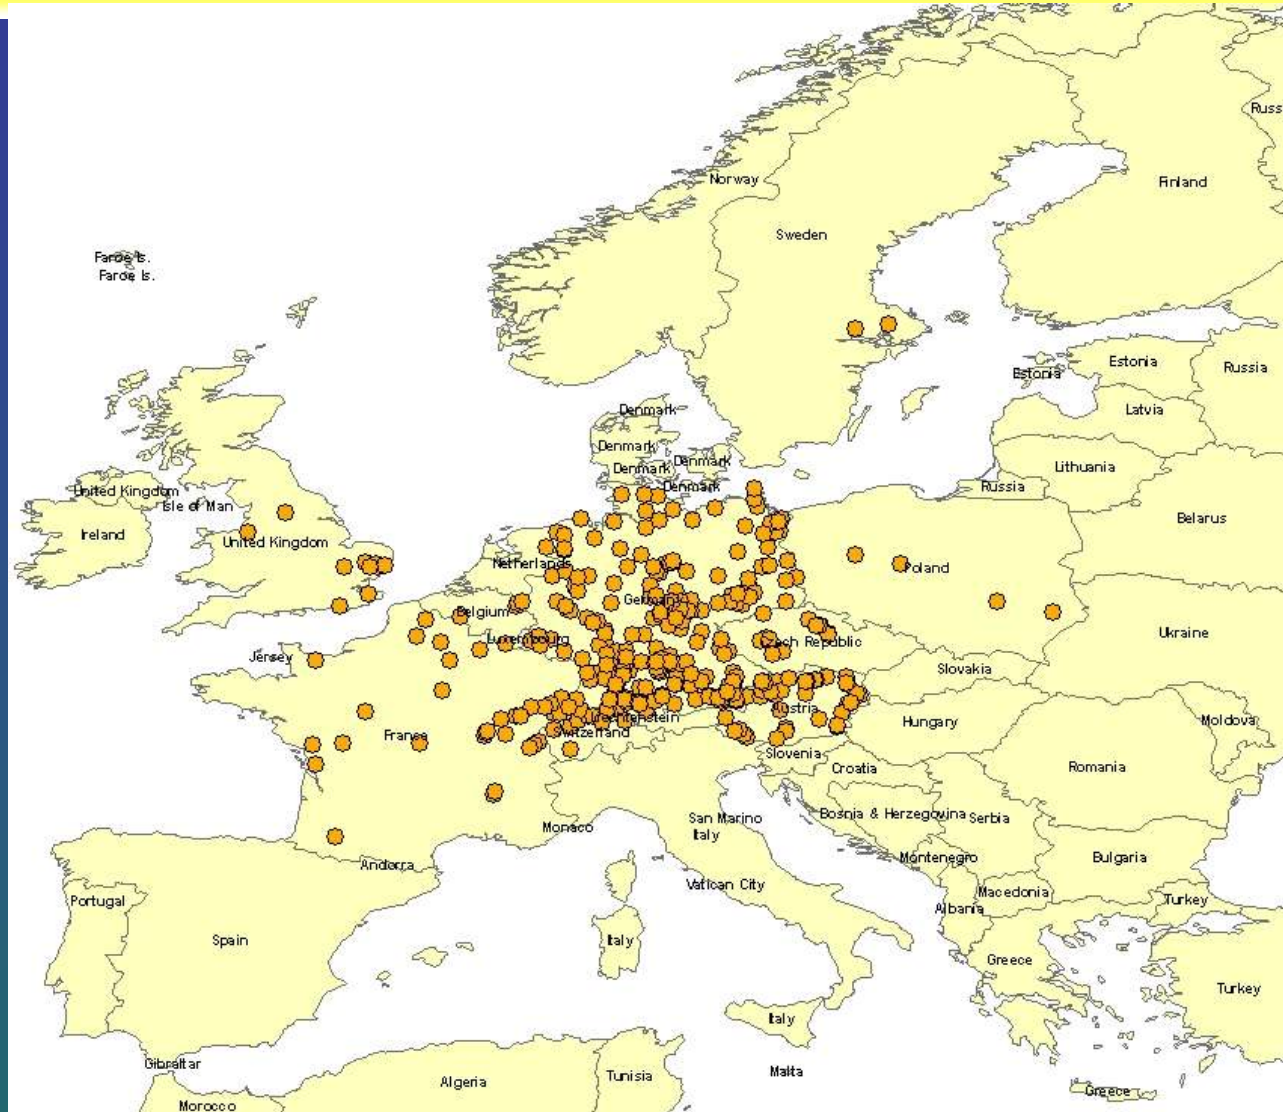 Russ
Norway
Finland
Sweden
Faroe Is.
Faroe Is.
Estonia
Estonia
Russia
Denmark
Latvia
Denmark
Denmark
Denmark
Lithuania
Denmark
Russia
United Kingdom
Isle of Man
Belarus
Ireland
United Kingdom
Netherlands
Poland
Germany
Belgium
Ukraine
Luxembourg
Czech Republic
Jersey
Slovakia
Austria
Liechtenstein
Hungary
Moldova
France
Switzerland
Slovenia
Croatia
Romania
Bosnia & Herzegovina
Serbia
San Marino
Monaco
Italy
Montenegro
Bulgaria
Andorra
Vatican City
Macedonia
Portugal
Turkey
Albania
Spain
Italy
Greece
Turkey
Italy
Gibraltar
Malta
Algeria
Tunisia
Greece
Morocco